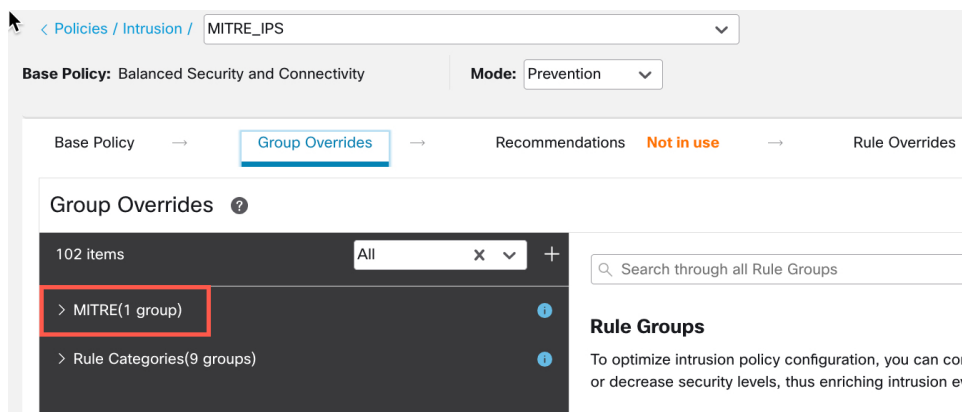 < Policies / Intrusion / MITRE_IPS
Base Policy: Balanced Security and Connectivity Mode: Prevention
Base Policy → Group Overrides → Recommendations Not in use → Rule Overrides
Group Overrides ?
102 items All X +
> MITRE(1 group)
> Rule Categories(9 groups)
Search through all Rule Groups
Rule Groups
To optimize intrusion policy configuration, you can
or decrease security levels, thus enriching intrusion